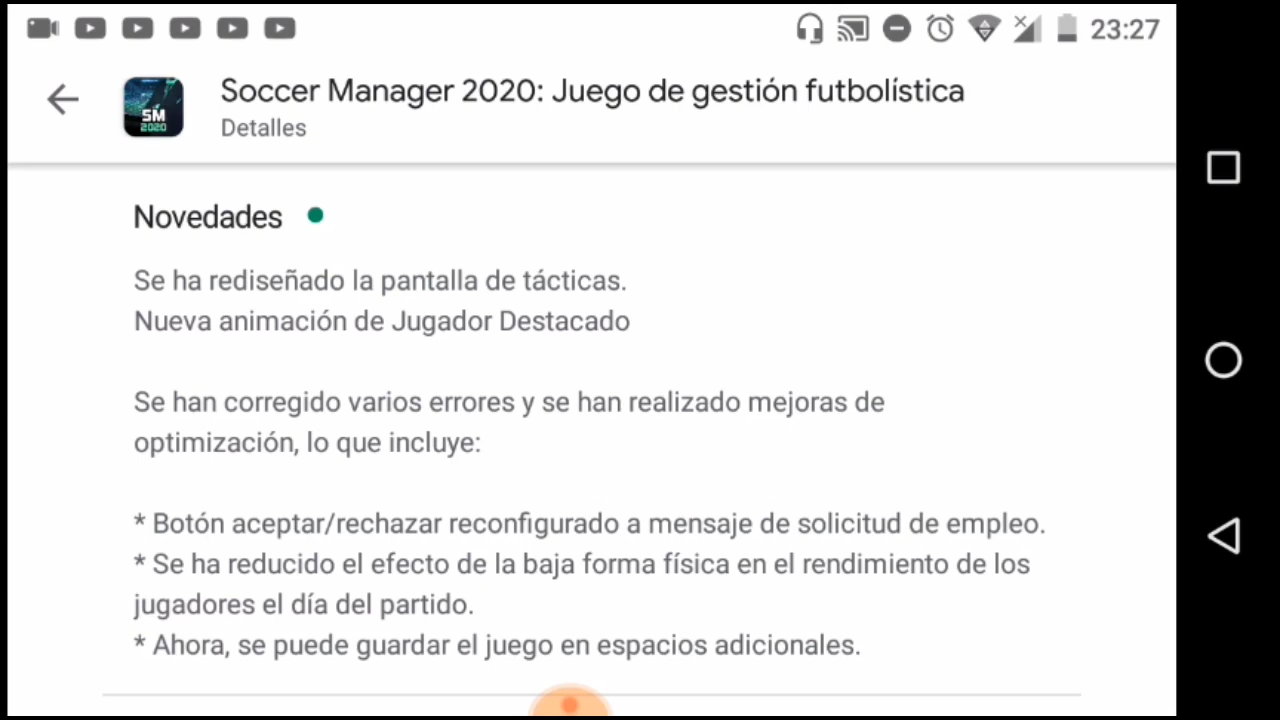 23:27
Soccer Manager 2020: Juego de gestión futbolística
SM
2020
Detalles
Novedades
Se ha rediseñado la pantalla de tácticas.
Nueva animación de Jugador Destacado
Se han corregido varios errores y se han realizado mejoras de
optimización, lo que incluye:
* Botón aceptar/rechazar reconfigurado a mensaje de solicitud de empleo.
* Se ha reducido el efecto de la baja forma física en el rendimiento de los
jugadores el día del partido.
* Ahora, se puede guardar el juego en espacios adicionales.